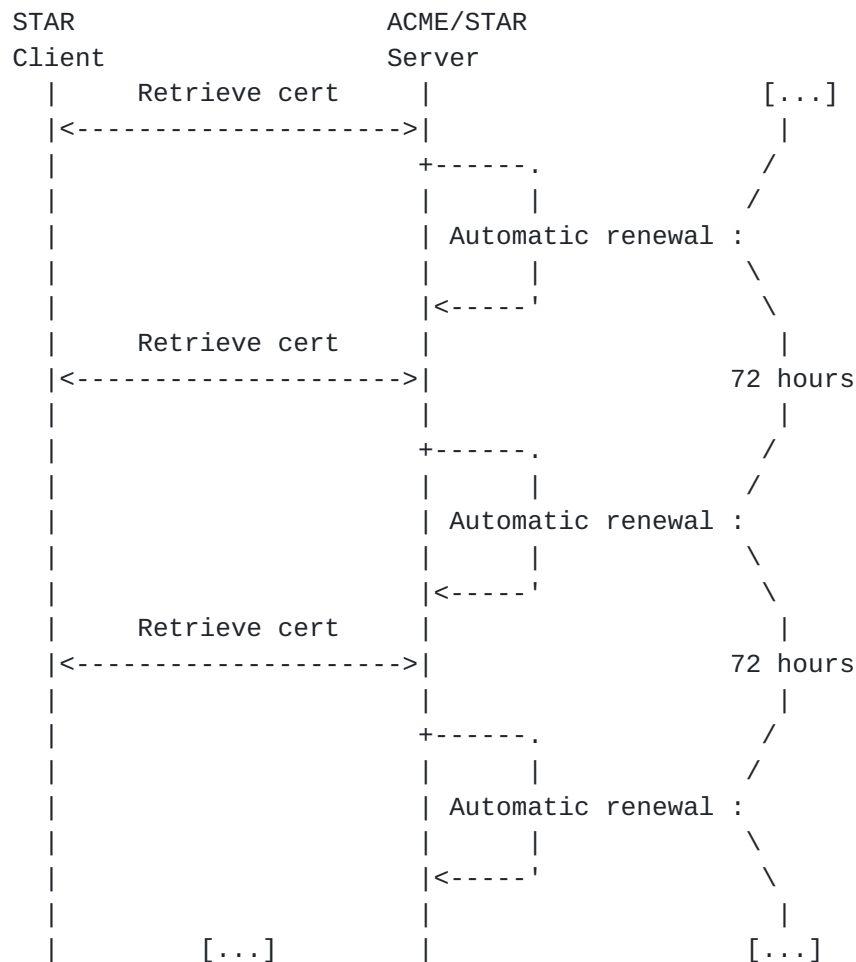 STAR ACME/STAR
Client Server
Retrieve cert [...]
Automatic renewal :
Retrieve cert
72 hours
Automatic renewal :
Retrieve cert
72 hours
Automatic renewal :
[...] [...]